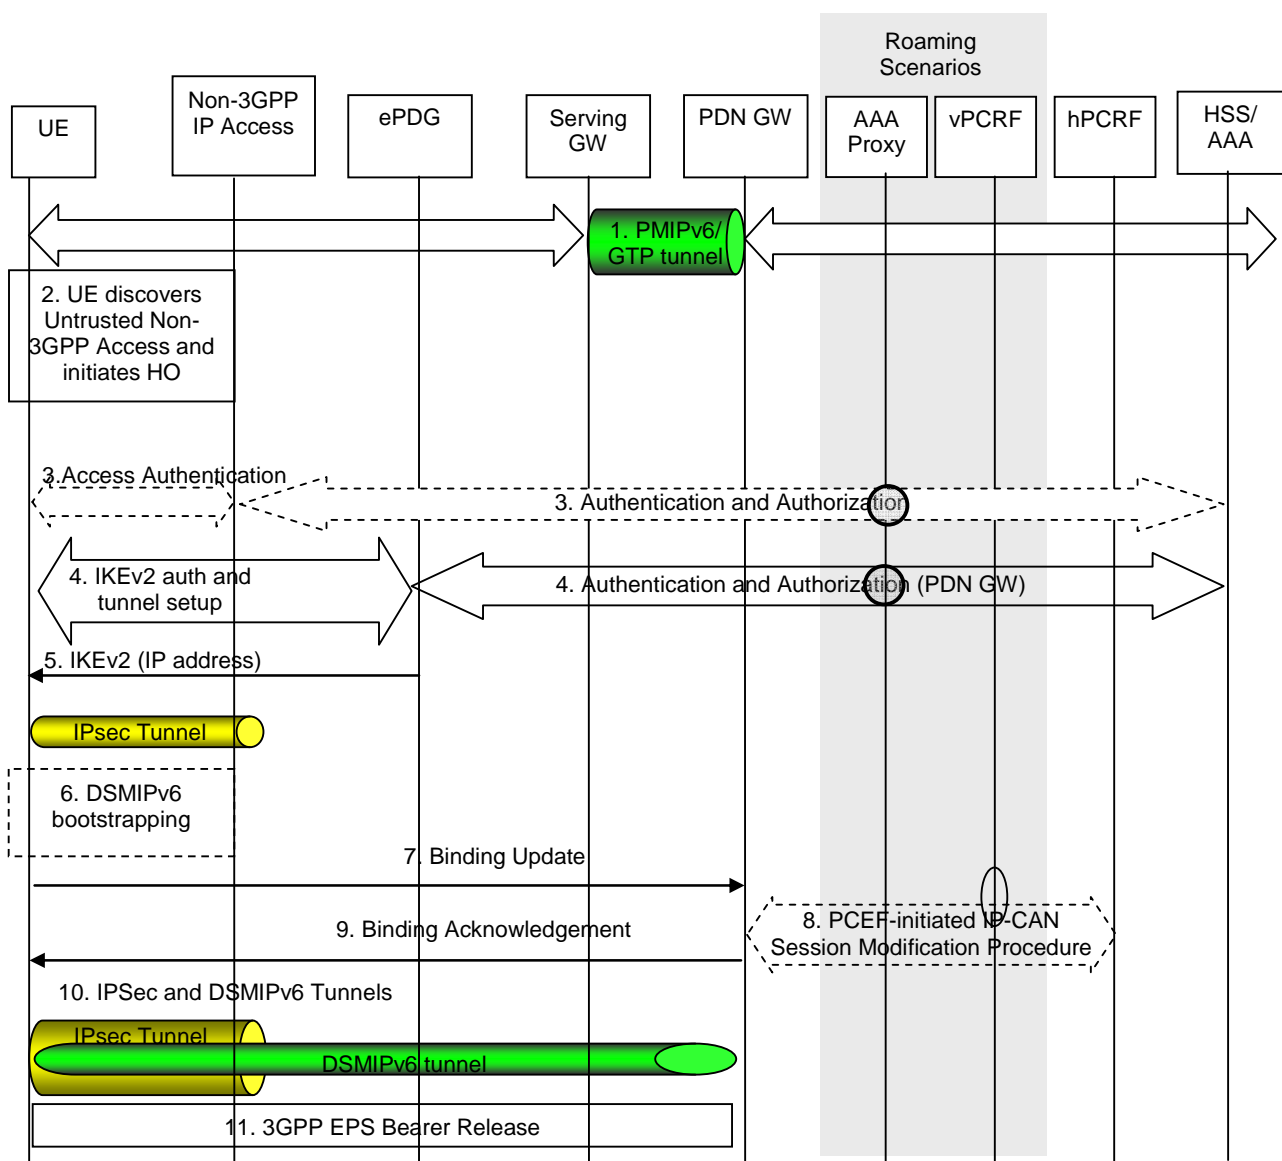 Roaming
Scenarios
UE
Non-3GPP
IP Access
ePDG
Serving
GW
PDN GW
AAA
Proxy
vPCRF
hPCRF
HSS/
AAA
1. PMIPv6/
GTP tunnel
2. UE discovers
Untrusted Non-
3GPP Access and
initiates HO
3.Access Authentication
3. Authentication and Authorization
4. IKEv2 auth and
tunnel setup
4. Authentication and Authorization (PDN GW)
5. IKEv2 (IP address)
IPsec Tunnel
6. DSMIPv6
bootstrapping
7. Binding Update
8. PCEF-initiated IP-CAN
Session Modification Procedure
9. Binding Acknowledgement
10. IPSec and DSMIPv6 Tunnels
IPsec Tunnel
DSMIPv6 tunnel
11. 3GPP EPS Bearer Release